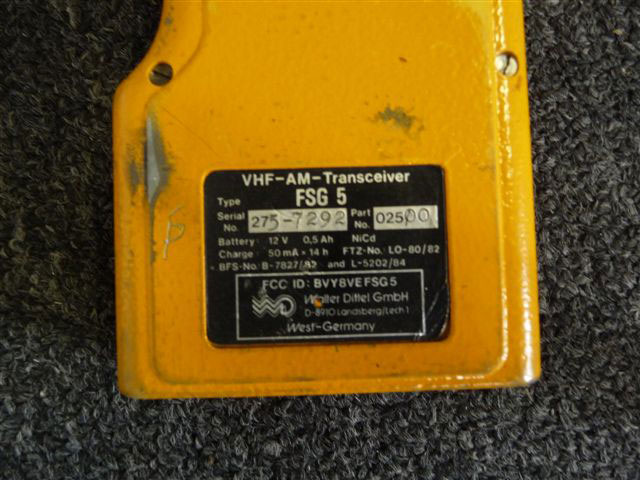 VHF-AM-Transceiver
Type FSG 5
Serial No. 275-7292 Part No. 02500
Battery: 12 V 0,5 Ah NiCd
Charge: 50 mA × 14 h FTZ-No. LO-80/82
BFS-No. B-7827/82 and L-5202/84
FCC ID: BVY8VEFSG5
Walter Dittel GmbH
D-8910 Landsberg/Lech 1
West-Germany